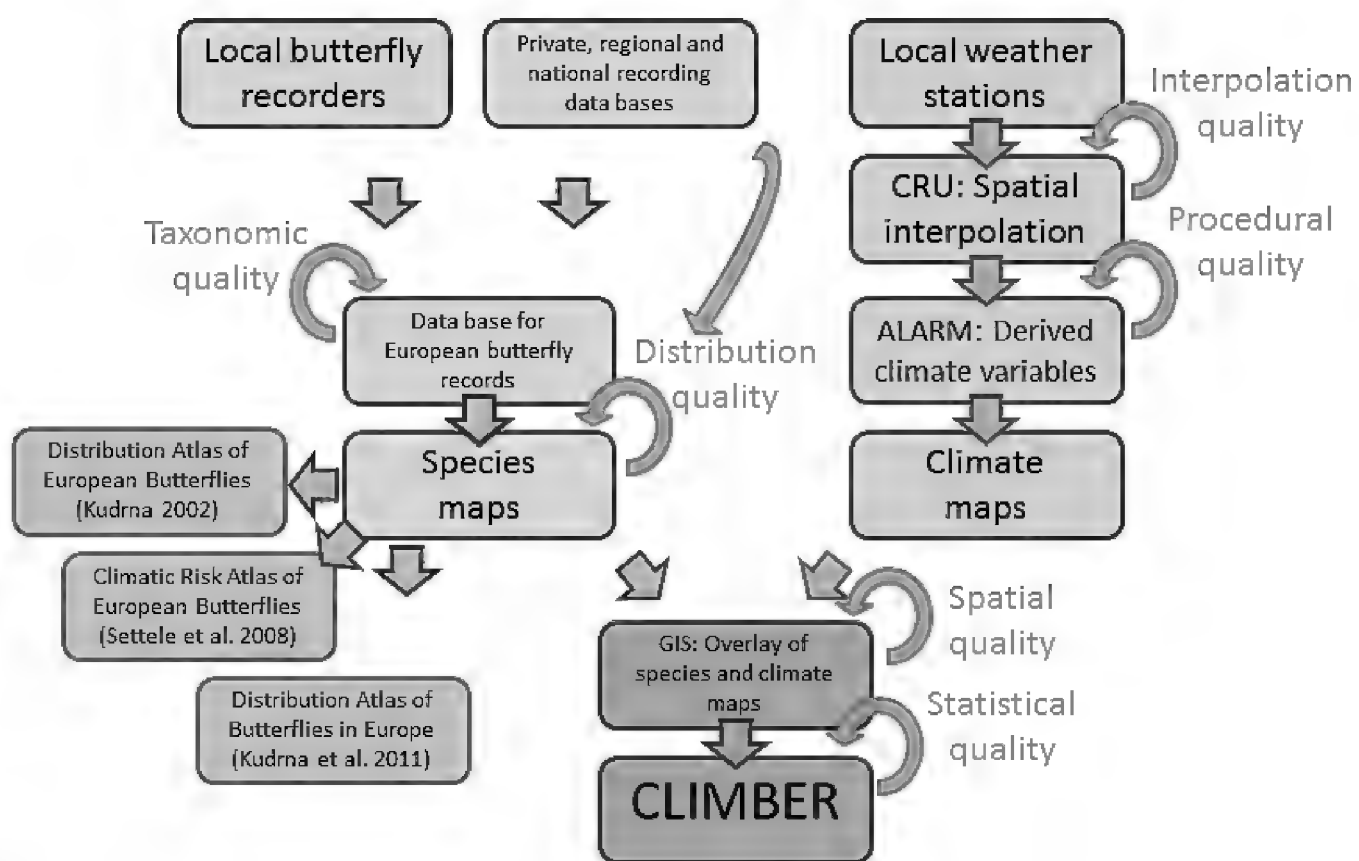 Local butterfly
recorders
Private, regional and
national recording
data bases
Local weather
stations
Interpolation
quality
CRU: Spatial
interpolation
Taxonomic
quality
Procedural
quality
Data base for
European butterfly
records
Distribution
quality
ALARM: Derived
climate variables
Distribution Atlas of
European Butterflies
(Kudrna 2002)
Species
maps
Climate
maps
Climatic Risk Atlas of
European Butterflies
(Settele et al. 2008)
Spatial
quality
GIS: Overlay of
species and climate
maps
Distribution Atlas of
Butterflies in Europe
(Kudrna et al. 2011)
Statistical
quality
CLIMBER